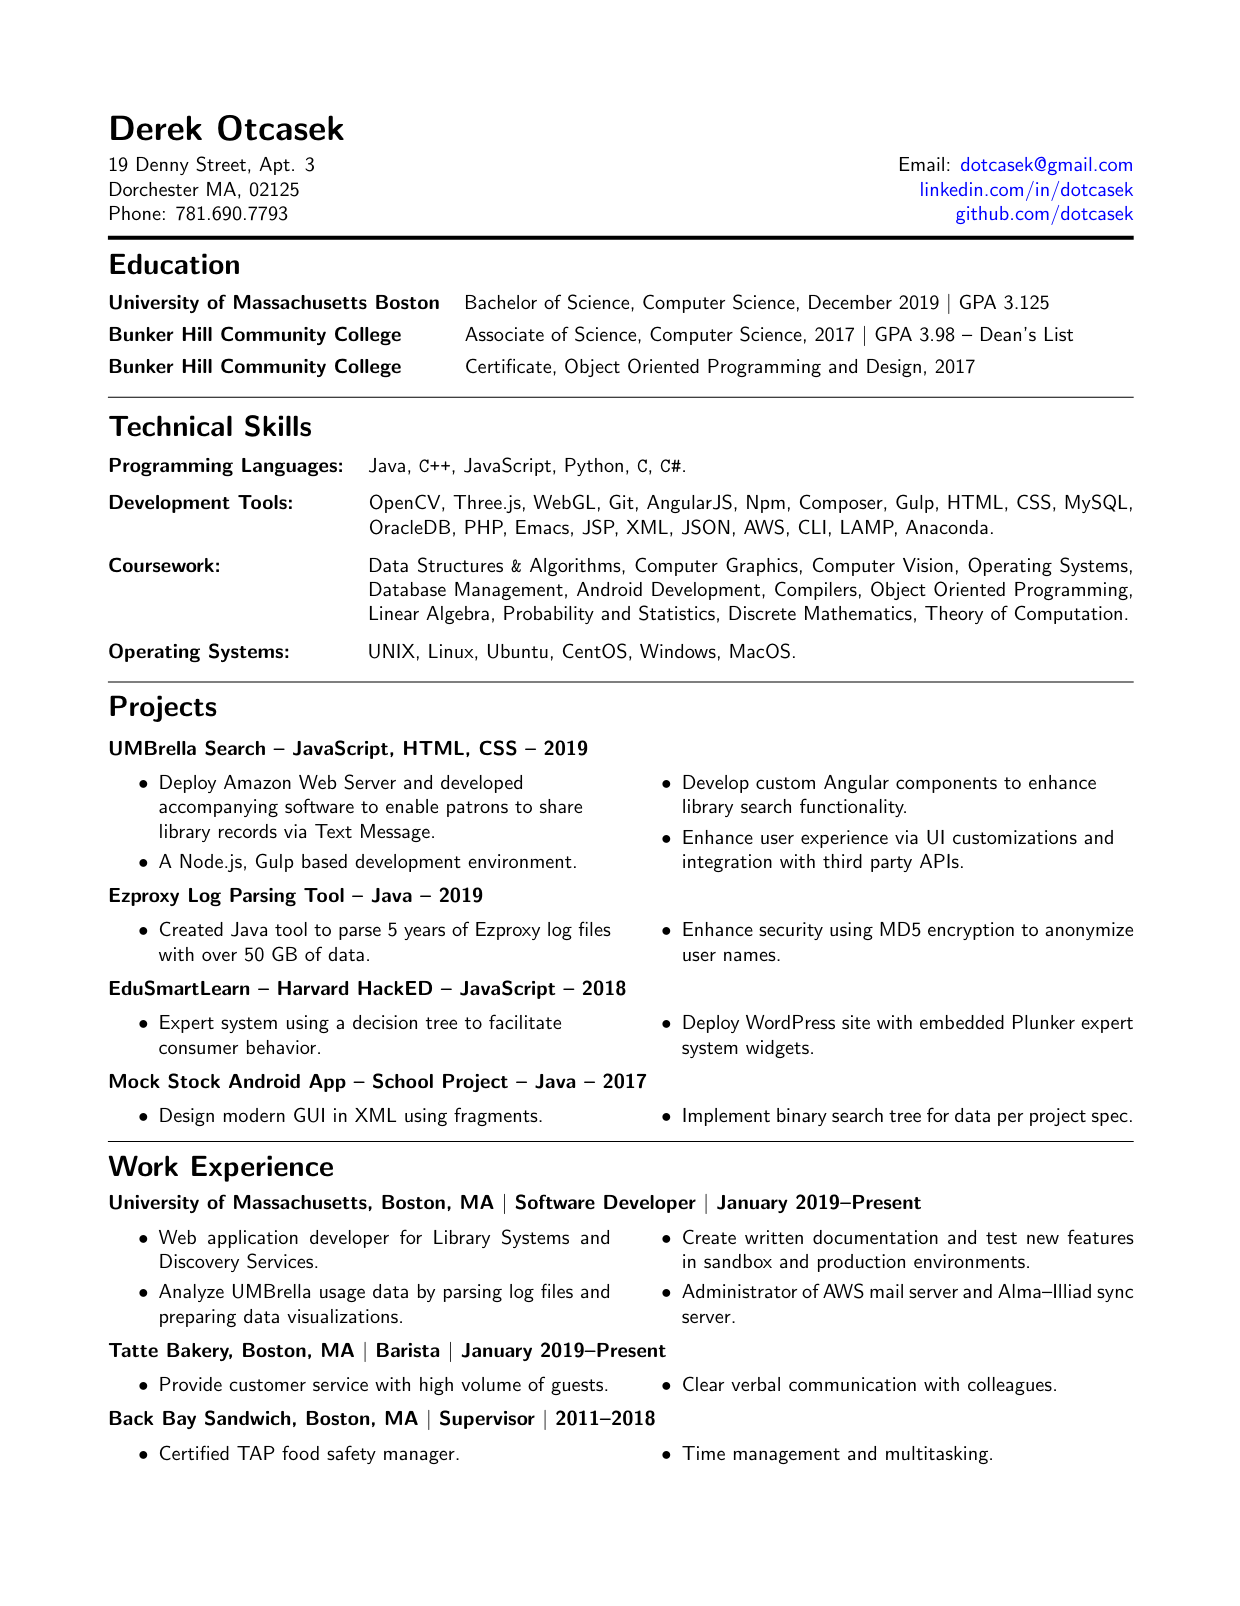 Derek Otcasek
19 Denny Street, Apt. 3
Dorchester MA, 02125
Phone: 781.690.7793
Email: dotcasek@gmail.com
linkedin.com/in/dotcasek
github.com/dotcasek
Education
University of Massachusetts Boston Bachelor of Science, Computer Science, December 2019 | GPA 3.125
Bunker Hill Community College Associate of Science, Computer Science, 2017 | GPA 3.98 – Dean's List
Bunker Hill Community College Certificate, Object Oriented Programming and Design, 2017
Technical Skills
Programming Languages: Java, C++, JavaScript, Python, C, C#.
Development Tools: OpenCV, Three.js, WebGL, Git, AngularJS, Npm, Composer, Gulp, HTML, CSS, MySQL,
OracleDB, PHP, Emacs, JSP, XML, JSON, AWS, CLI, LAMP, Anaconda.
Coursework: Data Structures & Algorithms, Computer Graphics, Computer Vision, Operating Systems,
Database Management, Android Development, Compilers, Object Oriented Programming,
Linear Algebra, Probability and Statistics, Discrete Mathematics, Theory of Computation.
Operating Systems: UNIX, Linux, Ubuntu, CentOS, Windows, MacOS.
Projects
UMBrella Search – JavaScript, HTML, CSS – 2019
• Deploy Amazon Web Server and developed
accompanying software to enable patrons to share
library records via Text Message.
• A Node.js, Gulp based development environment.
• Develop custom Angular components to enhance
library search functionality.
• Enhance user experience via UI customizations and
integration with third party APIs.
Ezproxy Log Parsing Tool – Java – 2019
• Created Java tool to parse 5 years of Ezproxy log files
with over 50 GB of data.
• Enhance security using MD5 encryption to anonymize
user names.
EduSmartLearn – Harvard HackED – JavaScript – 2018
• Expert system using a decision tree to facilitate
consumer behavior.
• Deploy WordPress site with embedded Plunker expert
system widgets.
Mock Stock Android App – School Project – Java – 2017
• Design modern GUI in XML using fragments.
• Implement binary search tree for data per project spec.
Work Experience
University of Massachusetts, Boston, MA | Software Developer | January 2019–Present
• Web application developer for Library Systems and
Discovery Services.
• Analyze UMBrella usage data by parsing log files and
preparing data visualizations.
• Create written documentation and test new features
in sandbox and production environments.
• Administrator of AWS mail server and Alma–Illiad sync
server.
Tatte Bakery, Boston, MA | Barista | January 2019–Present
• Provide customer service with high volume of guests.
• Clear verbal communication with colleagues.
Back Bay Sandwich, Boston, MA | Supervisor | 2011–2018
• Certified TAP food safety manager.
• Time management and multitasking.